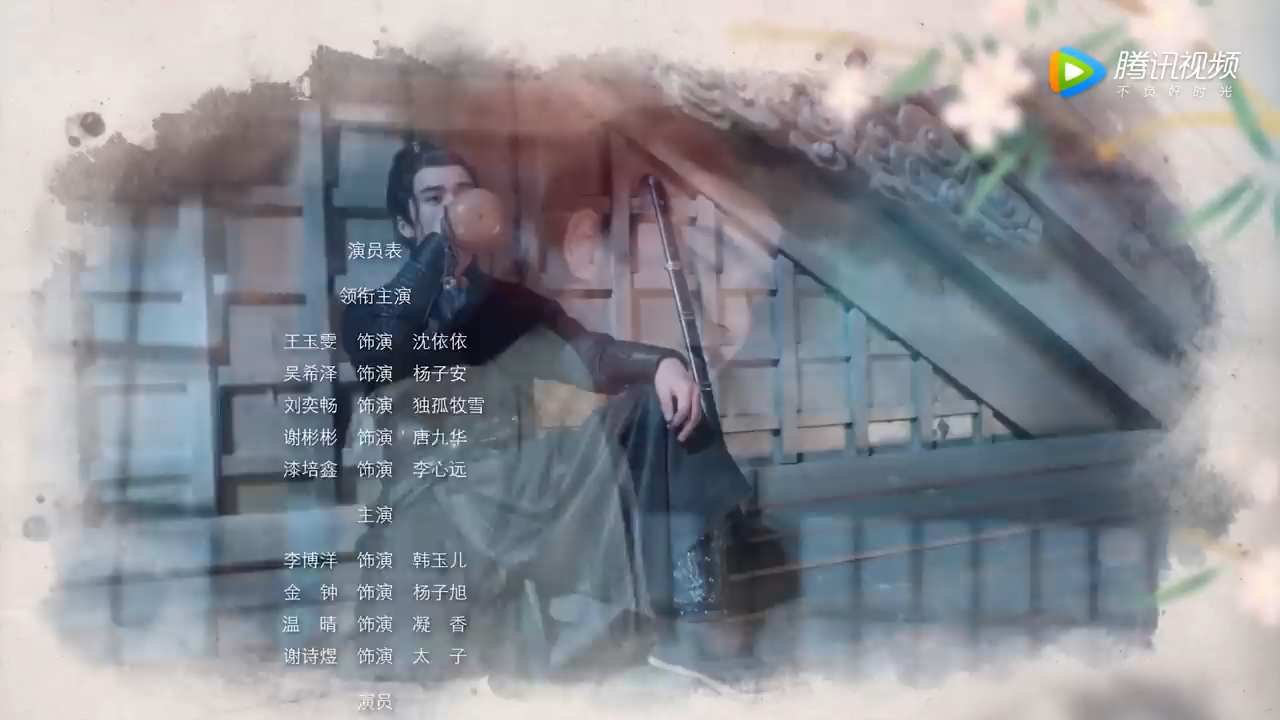 腾讯视频
不负好时光
演员表
领衔主演
王玉雯 饰演 沈依依
吴希泽 饰演 杨子安
刘奕畅 饰演 独孤牧雪
谢彬彬 饰演 唐九华
漆培鑫 饰演 李心远
主演
李博洋 饰演 韩玉儿
金 钟 饰演 杨子旭
温 晴 饰演 凝 香
谢诗煜 饰演 太 子
演员